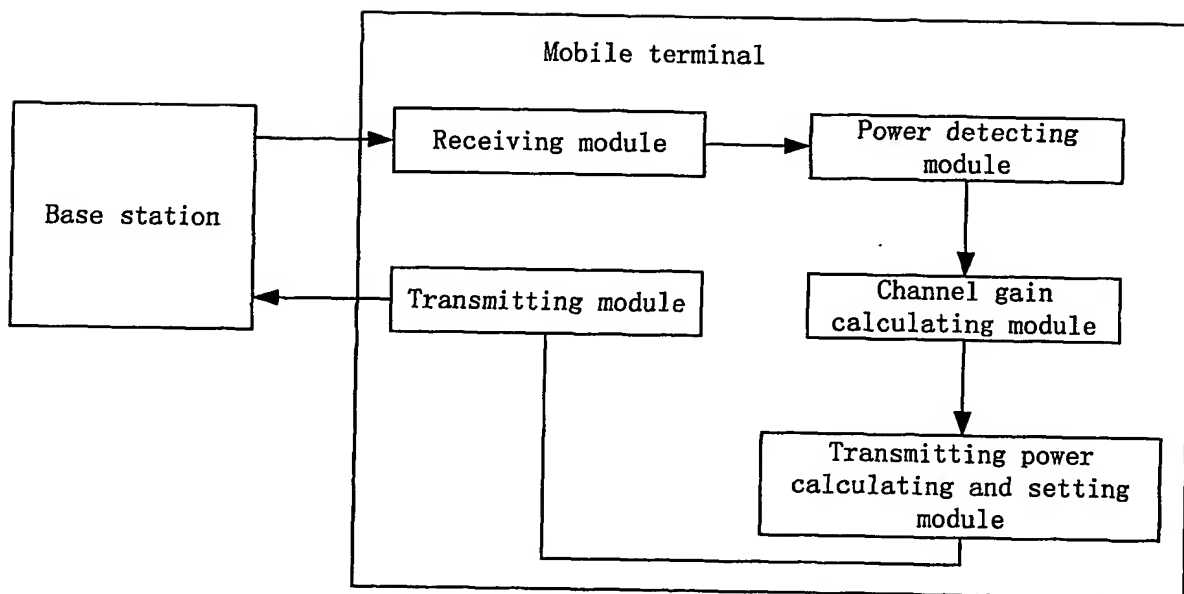 Mobile terminal
Base station
Receiving module
Power detecting
module
Transmitting module
Channel gain
calculating module
Transmitting power
calculating and setting
module